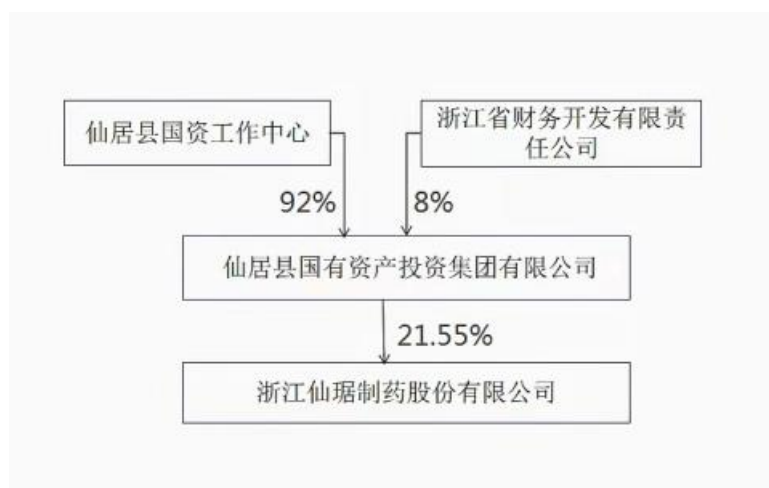 仙居县国资工作中心
浙江省财务开发有限责
任公司
92%
8%
仙居县国有资产投资集团有限公司
21.55%
浙江仙琚制药股份有限公司